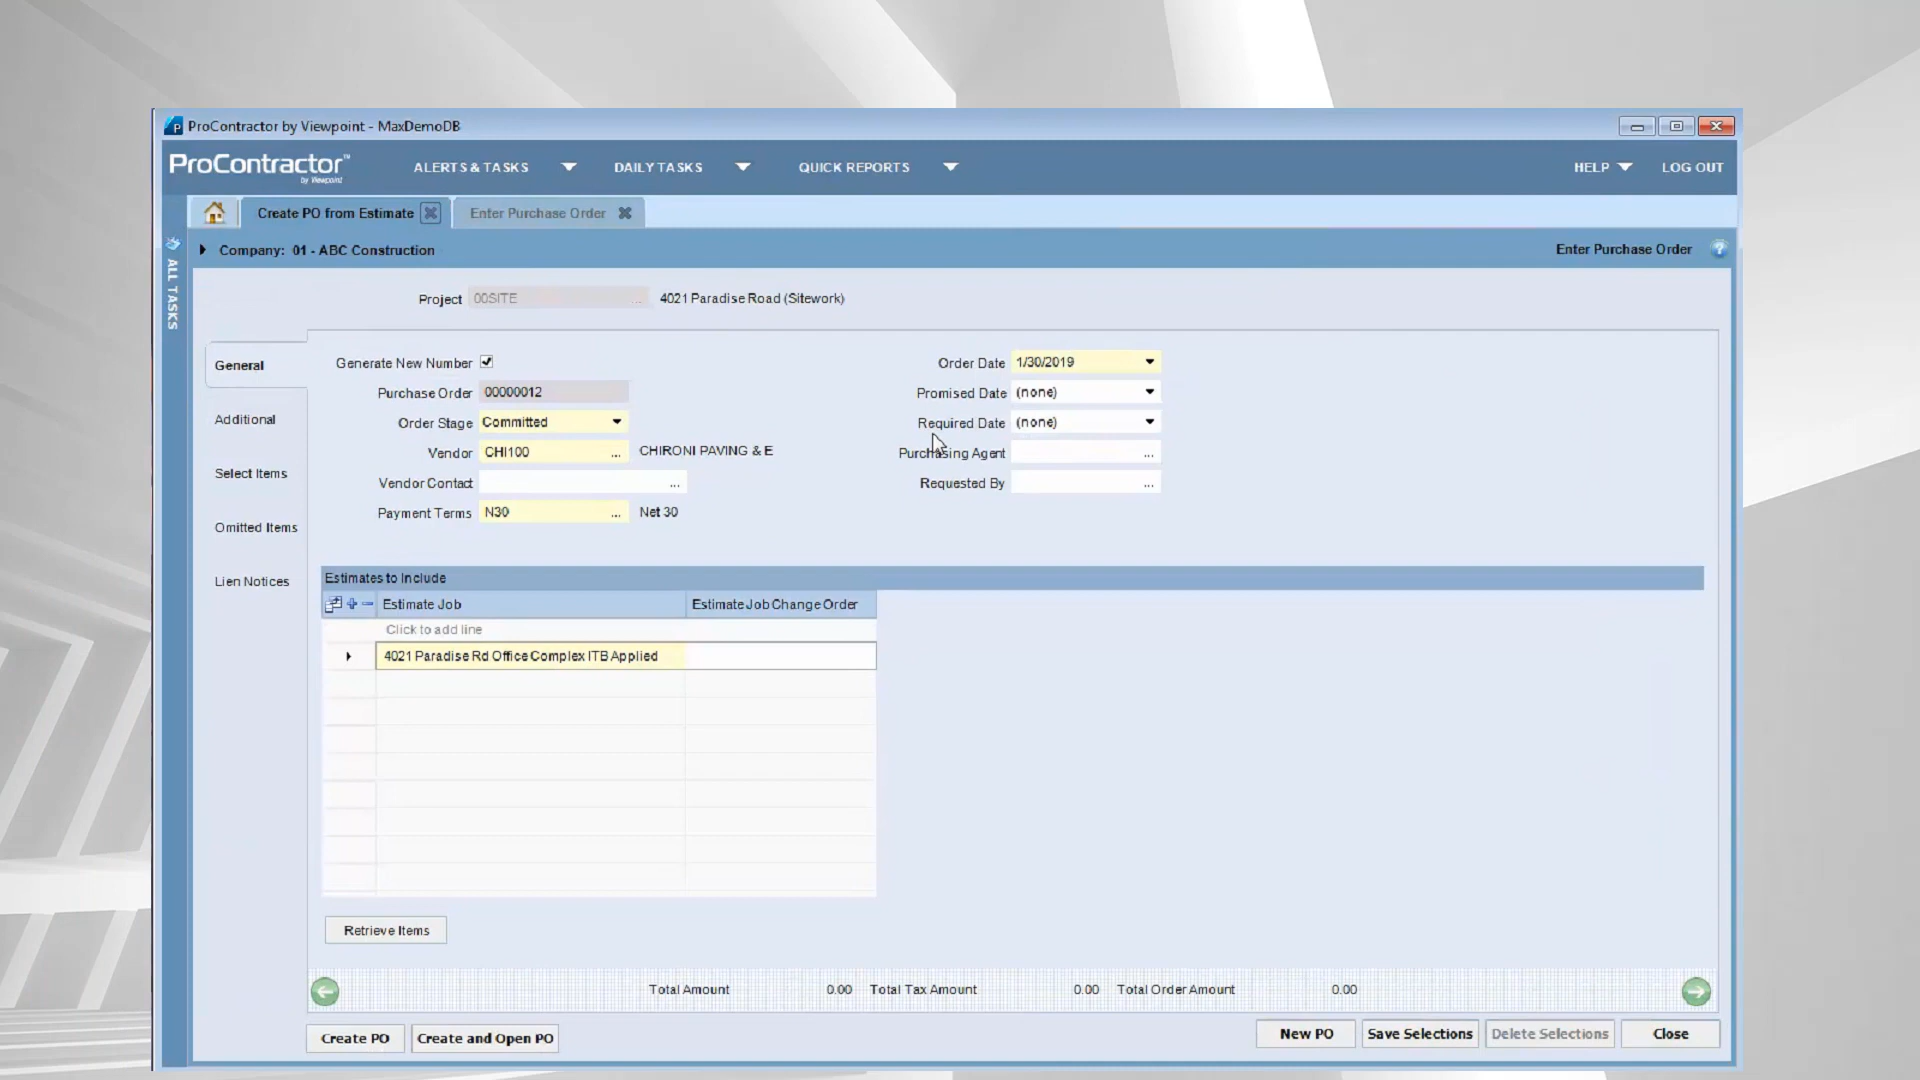 ProContractor by Viewpoint - MaxDemoDB
ProContractor™
by Viewpoint
ALERTS & TASKS
DAILY TASKS
QUICK REPORTS
HELP
LOG OUT
Create PO from Estimate
Enter Purchase Order
ALL TASKS
Company: 01 - ABC Construction
Enter Purchase Order
Project 00SITE ... 4021 Paradise Road (Sitework)
General
Additional
Select Items
Omitted Items
Lien Notices
Generate New Number
Purchase Order 00000012
Order Stage Committed
Vendor CHI100 ... CHIRONI PAVING & E
Vendor Contact ...
Payment Terms N30 ... Net 30
Order Date 1/30/2019
Promised Date (none)
Required Date (none)
Purchasing Agent ...
Requested By ...
Estimates to Include
Estimate Job Estimate Job Change Order
Click to add line
4021 Paradise Rd Office Complex ITB Applied
Retrieve Items
Total Amount 0.00 Total Tax Amount 0.00 Total Order Amount 0.00
Create PO Create and Open PO New PO Save Selections Delete Selections Close